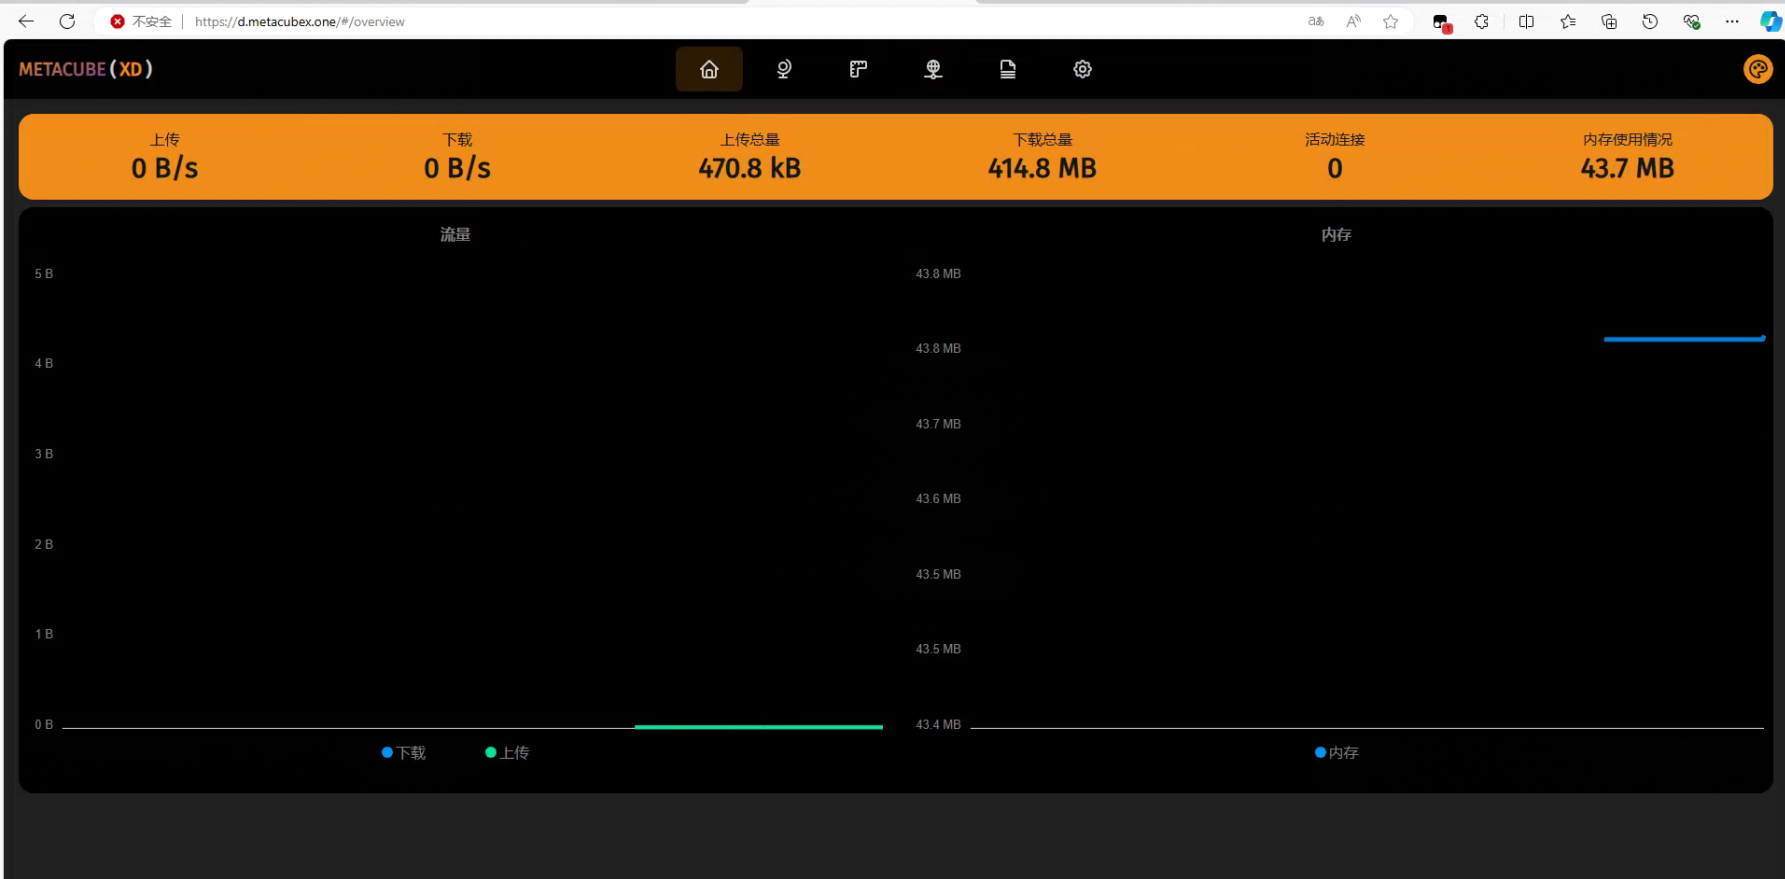 不安全 https://d.metacubex.one/#/overview
METACUBE(XD)
上传 下载 上传总量 下载总量 活动连接 内存使用情况
0 B/s 0 B/s 470.8 kB 414.8 MB 0 43.7 MB
流量
5 B
4 B
3 B
2 B
1 B
0 B
下载 上传
内存
43.8 MB
43.8 MB
43.7 MB
43.6 MB
43.5 MB
43.5 MB
43.4 MB
内存